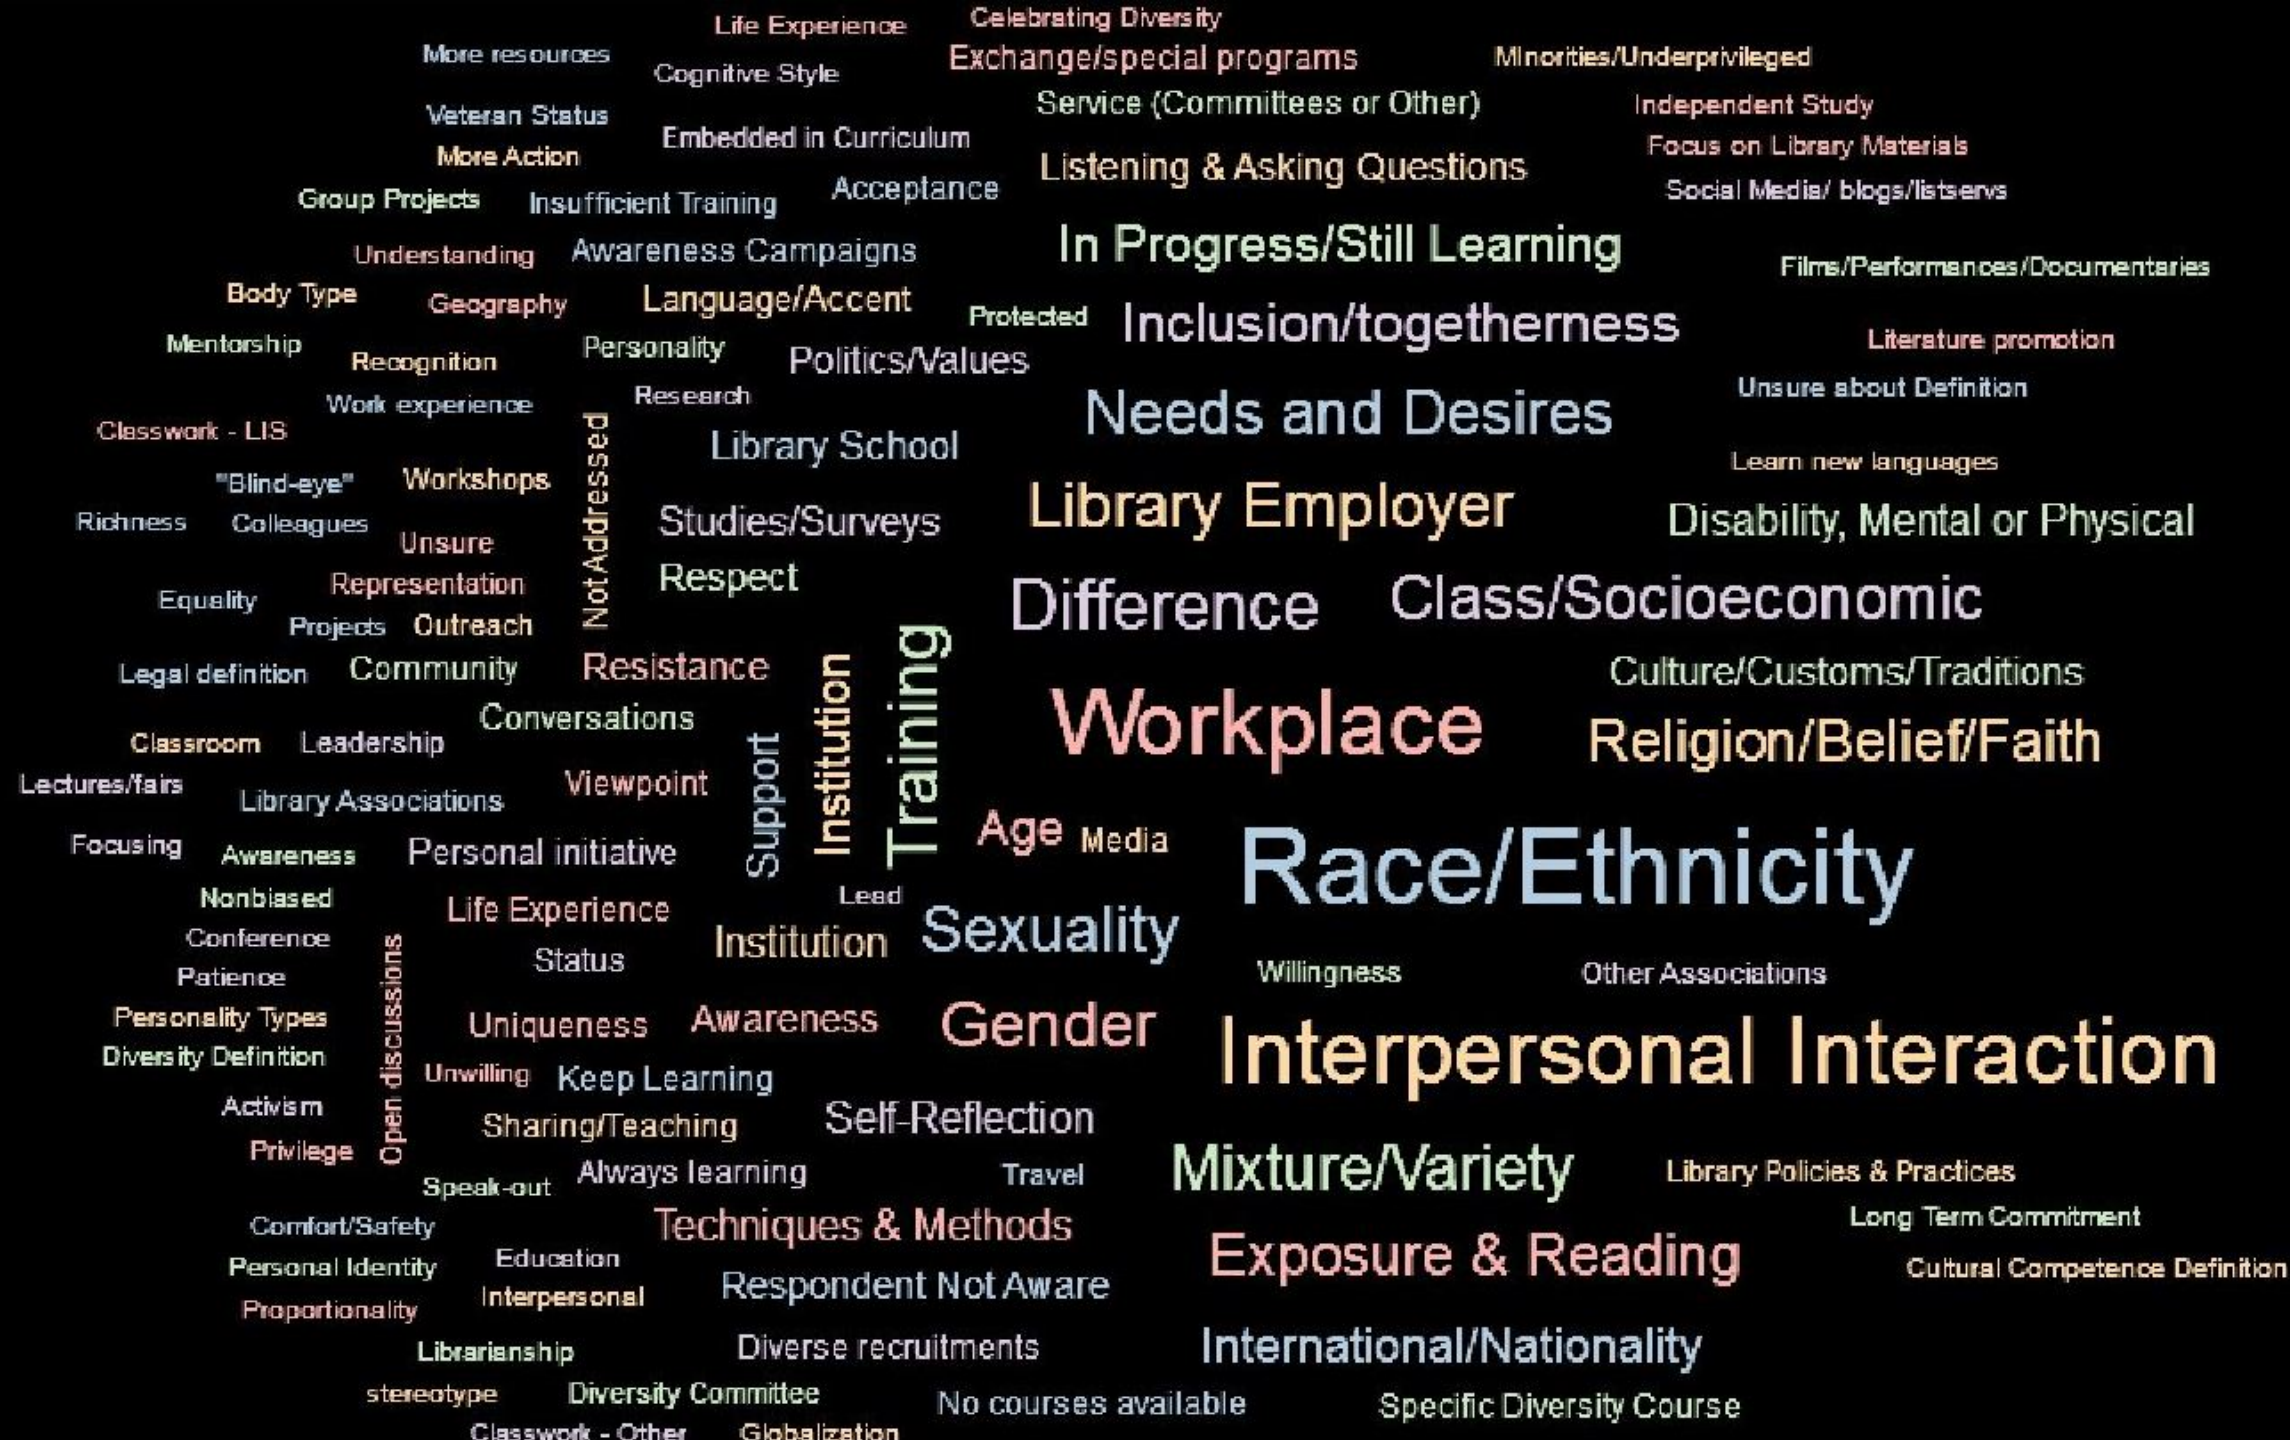 Life Experience
Celebrating Diversity
More resources
Cognitive Style
Exchange/special programs
MInorities/Underprivileged
Veteran Status
Service (Committees or Other)
Independent Study
Embedded in Curriculum
Focus on Library Materials
More Action
Listening & Asking Questions
Group Projects
Insufficient Training
Acceptance
Social Media/ blogs/listservs
Understanding
Awareness Campaigns
In Progress/Still Learning
Films/Performances/Documentaries
Body Type
Geography
Language/Accent
Protected
Inclusion/togetherness
Literature promotion
Mentorship
Recognition
Personality
Politics/Values
Unsure about Definition
Work experience
Research
Needs and Desires
Classwork - LIS
Not Addressed
Library School
Learn new languages
"Blind-eye"
Workshops
Library Employer
Richness
Colleagues
Studies/Surveys
Disability, Mental or Physical
Unsure
Respect
Representation
Difference
Class/Socioeconomic
Equality
Projects
Outreach
Legal definition
Community
Resistance
Institution
Training
Culture/Customs/Traditions
Conversations
Workplace
Religion/Belief/Faith
Classroom
Leadership
Support
Lectures/fairs
Library Associations
Viewpoint
Focusing
Awareness
Personal initiative
Age
Media
Race/Ethnicity
Nonbiased
Life Experience
Lead
Conference
Open discussions
Status
Institution
Sexuality
Patience
Willingness
Other Associations
Personality Types
Uniqueness
Awareness
Gender
Interpersonal Interaction
Diversity Definition
Unwilling
Keep Learning
Activism
Sharing/Teaching
Self-Reflection
Privilege
Speak-out
Always learning
Travel
Mixture/Variety
Library Policies & Practices
Comfort/Safety
Techniques & Methods
Long Term Commitment
Personal Identity
Education
Exposure & Reading
Cultural Competence Definition
Proportionality
Interpersonal
Respondent Not Aware
Librarianship
Diverse recruitments
International/Nationality
stereotype
Diversity Committee
No courses available
Specific Diversity Course
Classwork - Other
Globalization